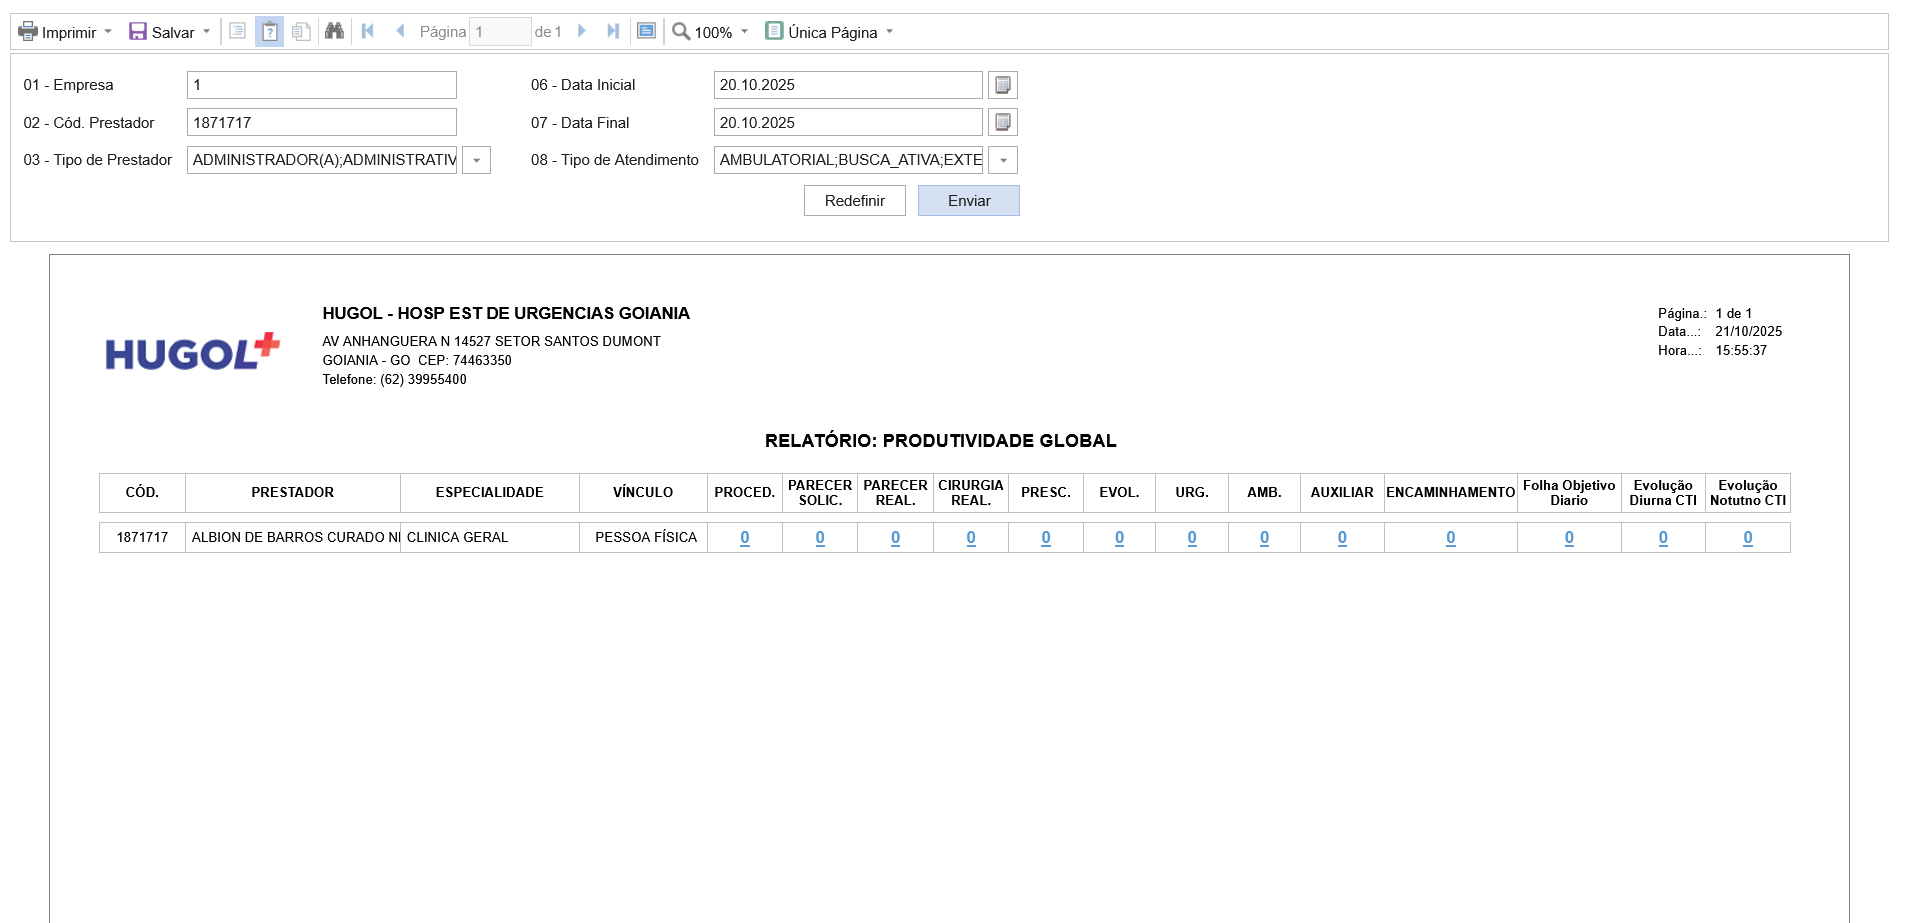 Imprimir Salvar Página 1 de 1 100% Única Página
01 - Empresa 1 06 - Data Inicial 20.10.2025
02 - Cód. Prestador 1871717 07 - Data Final 20.10.2025
03 - Tipo de Prestador ADMINISTRADOR(A);ADMINISTRATIV 08 - Tipo de Atendimento AMBULATORIAL;BUSCA_ATIVA;EXTE
Redefinir Enviar
HUGOL
HUGOL - HOSP EST DE URGENCIAS GOIANIA
AV ANHANGUERA N 14527 SETOR SANTOS DUMONT
GOIANIA - GO CEP: 74463350
Telefone: (62) 39955400
Página.: 1 de 1
Data...: 21/10/2025
Hora...: 15:55:37
RELATÓRIO: PRODUTIVIDADE GLOBAL
CÓD. PRESTADOR ESPECIALIDADE VÍNCULO PROCED. PARECER SOLIC. PARECER REAL. CIRURGIA REAL. PRESC. EVOL. URG. AMB. AUXILIAR ENCAMINHAMENTO Folha Objetivo Diario Evolução Diurna CTI Evolução Notutno CTI
1871717 ALBION DE BARROS CURADO NI CLINICA GERAL PESSOA FÍSICA 0 0 0 0 0 0 0 0 0 0 0 0 0